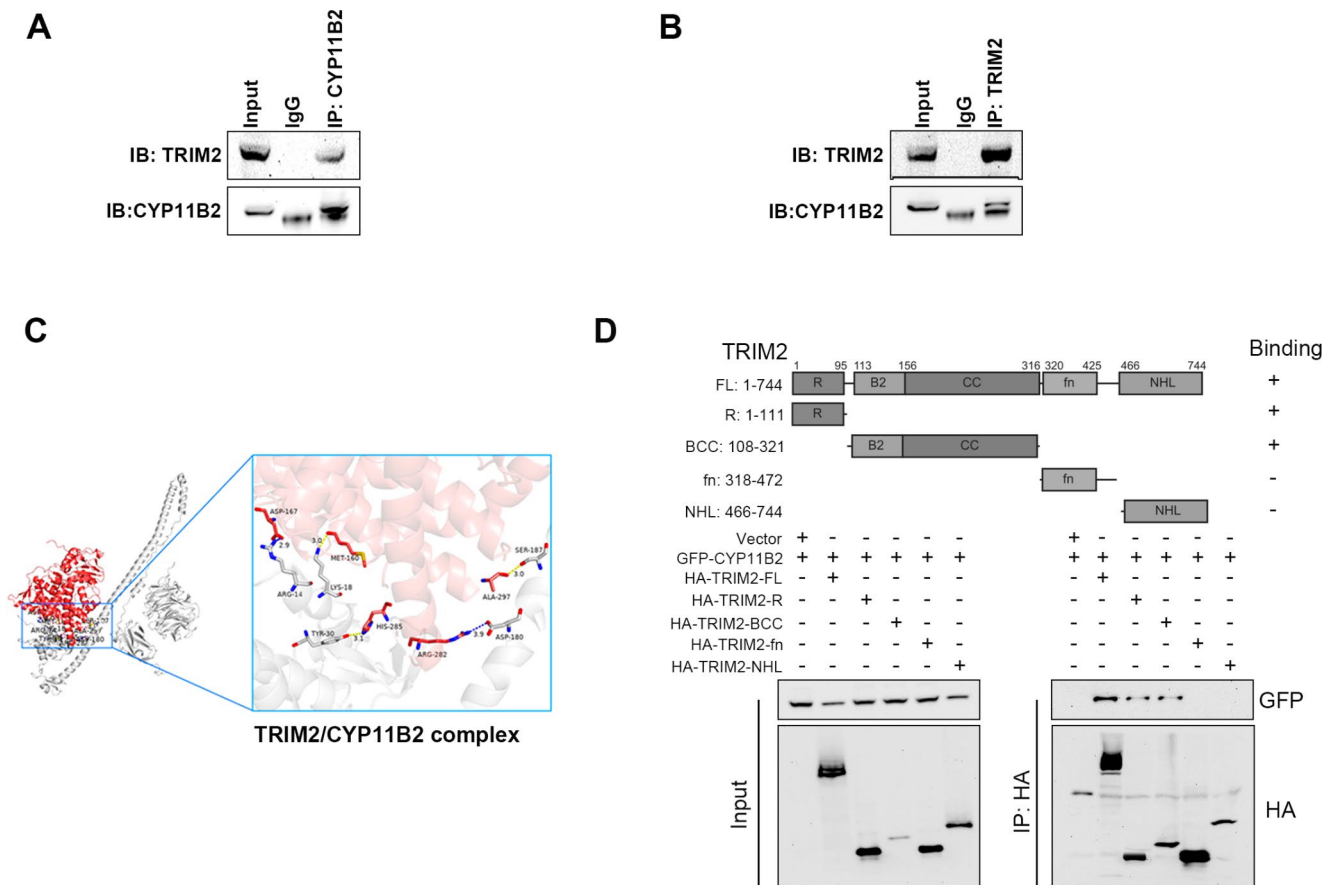 A
Input
IgG
IP: CYP11B2
IB: TRIM2
IB:CYP11B2
B
Input
IgG
IP: TRIM2
IB: TRIM2
IB:CYP11B2
C
ASP-167
2.9
ARG-14
3.0
MET-160
LYS-18
SER-187
3.0
ALA-297
TYR-30
3.1
HIS-285
ARG-282
3.9
ASP-180
TRIM2/CYP11B2 complex
D
TRIM2
Binding
1 95 113 156 316 320 425 466 744
FL: 1-744 R B2 CC fn NHL +
R: 1-111 R +
BCC: 108-321 B2 CC +
fn: 318-472 fn -
NHL: 466-744 NHL -
Vector + - - - - - + - - - - -
GFP-CYP11B2 + + + + + + + + + + + +
HA-TRIM2-FL - + - - - - - + - - - -
HA-TRIM2-R - - + - - - - - + - - -
HA-TRIM2-BCC - - - + - - - - - + - -
HA-TRIM2-fn - - - - + - - - - - + -
HA-TRIM2-NHL - - - - - + - - - - - +
Input
IP: HA
GFP
HA